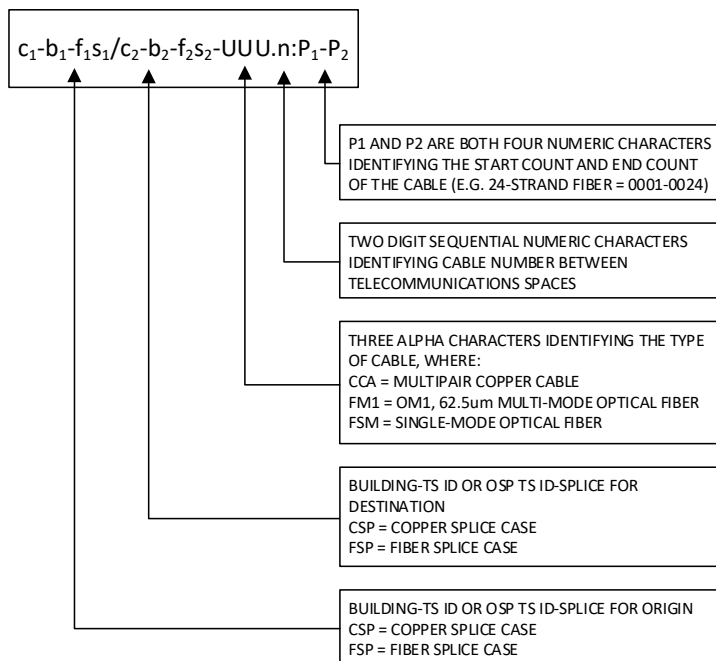 c₁-b₁-f₁s₁/c₂-b₂-f₂s₂-UUU.n:P₁-P₂
P1 AND P2 ARE BOTH FOUR NUMERIC CHARACTERS
IDENTIFYING THE START COUNT AND END COUNT
OF THE CABLE (E.G. 24-STRAND FIBER = 0001-0024)
TWO DIGIT SEQUENTIAL NUMERIC CHARACTERS
IDENTIFYING CABLE NUMBER BETWEEN
TELECOMMUNICATIONS SPACES
THREE ALPHA CHARACTERS IDENTIFYING THE TYPE
OF CABLE, WHERE:
CCA = MULTIPAIR COPPER CABLE
FM1 = OM1, 62.5um MULTI-MODE OPTICAL FIBER
FSM = SINGLE-MODE OPTICAL FIBER
BUILDING-TS ID OR OSP TS ID-SPLICE FOR
DESTINATION
CSP = COPPER SPLICE CASE
FSP = FIBER SPLICE CASE
BUILDING-TS ID OR OSP TS ID-SPLICE FOR ORIGIN
CSP = COPPER SPLICE CASE
FSP = FIBER SPLICE CASE